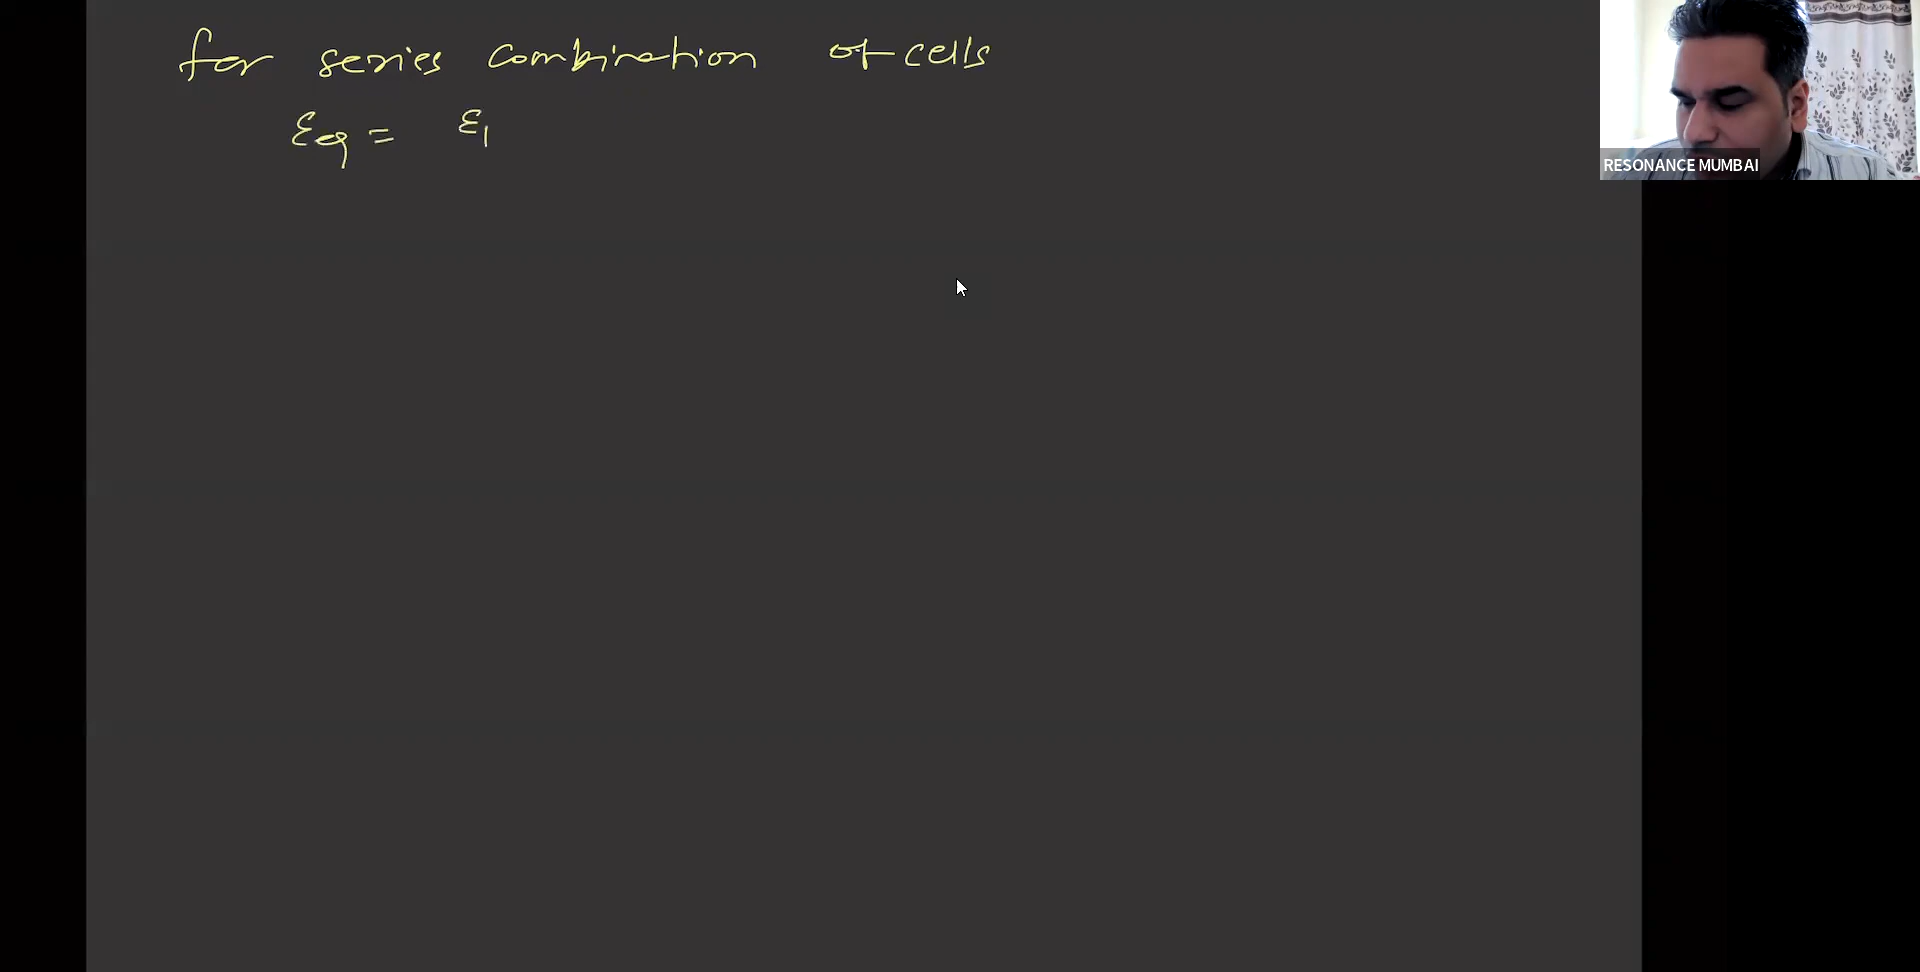 for series combination of cells
εeq = ε1
RESONANCE MUMBAI